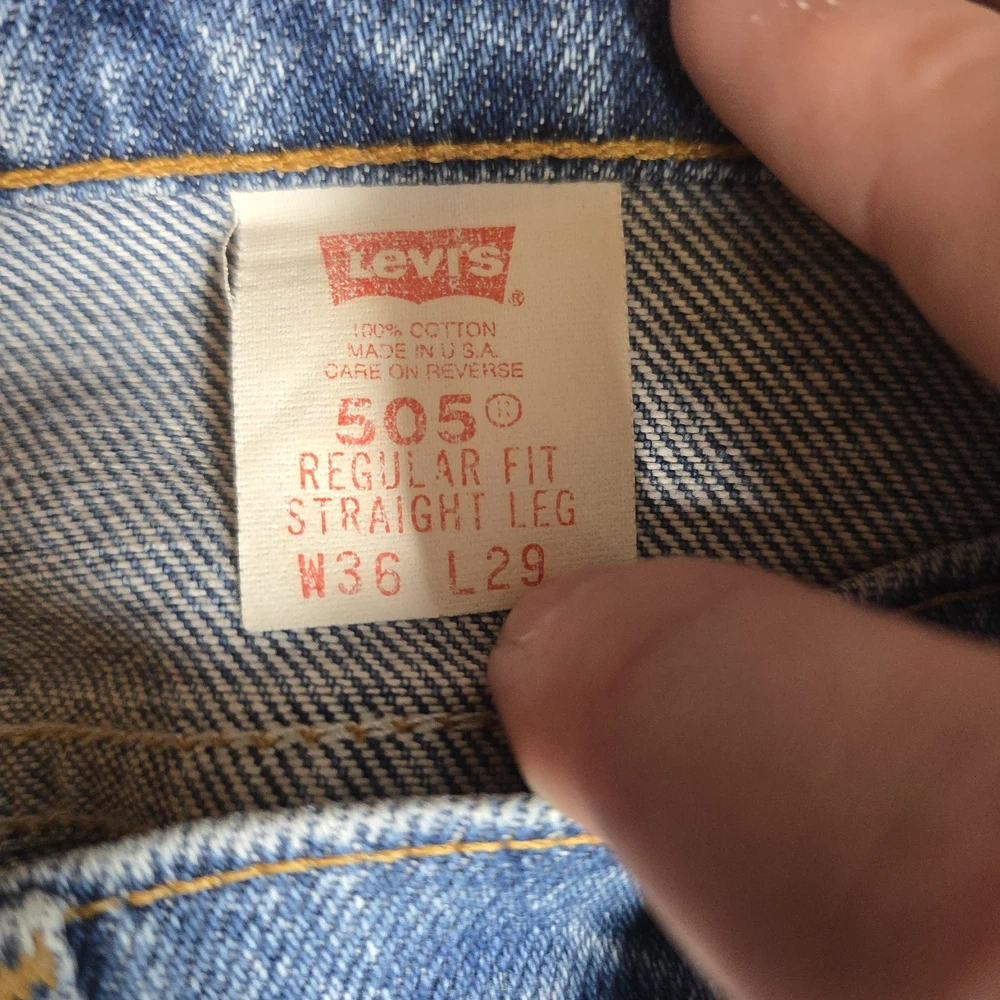 Levi's®
100% COTTON
MADE IN U.S.A.
CARE ON REVERSE
505®
REGULAR FIT
STRAIGHT LEG
W36 L29